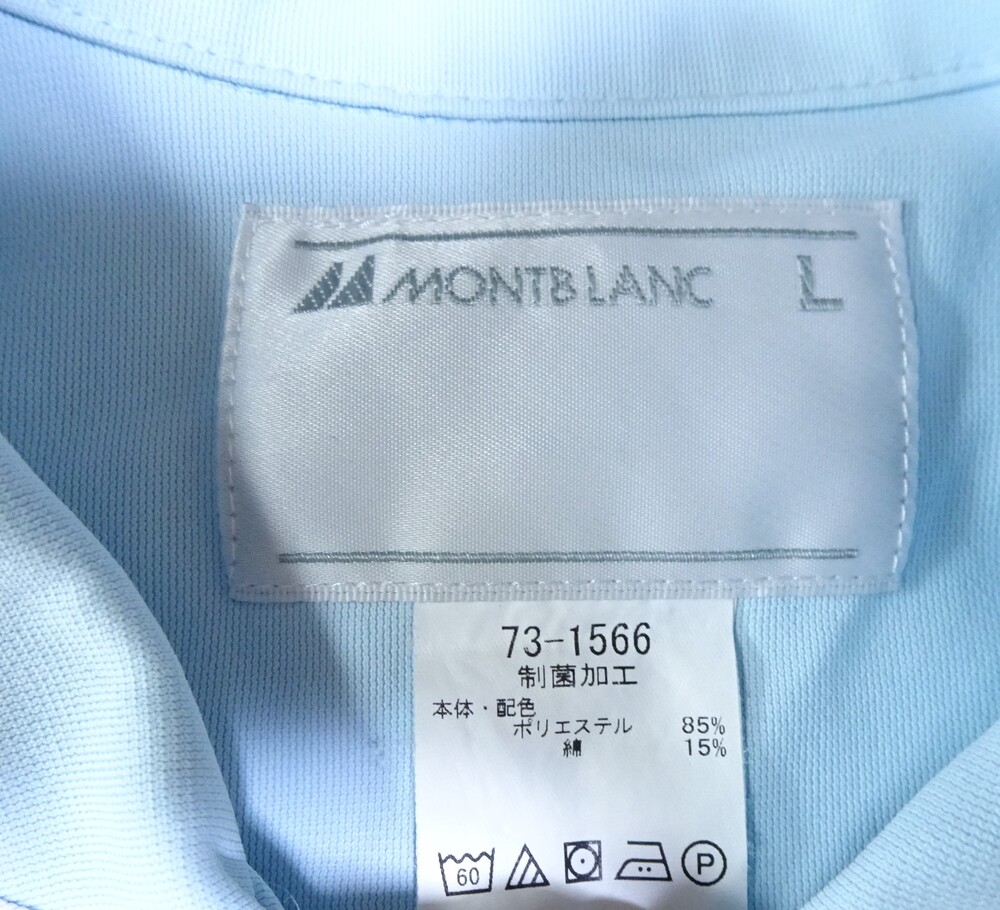 MONTBLANC L
73-1566
制菌加工
本体・配色
ポリエステル 85%
綿 15%
60 P